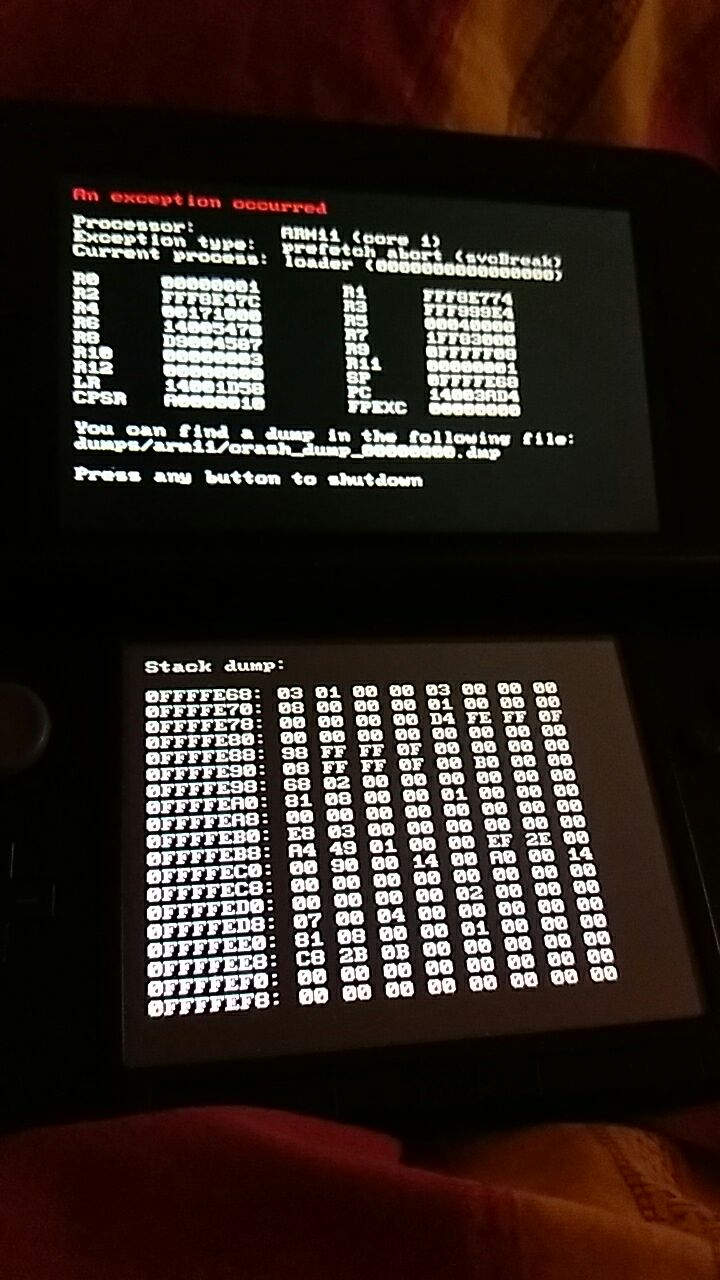 An exception occurred
Processor: ARM11 (core 1)
Exception type: prefetch abort (svcBreak)
Current process: loader (0000000000000000)
R0 00000001 R1 FFF8E774
R2 FFF8E47C R3 FFF999E4
R4 00171000 R5 00040000
R6 14005470 R7 1FF83000
R8 D9004587 R9 0FFFFF08
R10 R11 00000001
R12 00000000 SP 0FFFFE68
LR 14001D58 PC 14003AD4
CPSR A0000010 FPEXC 00000000
You can find a dump in the following file:
dumps/arm11/crash_dump_00000000.dmp
Press any button to shutdown
Stack dump:
0FFFFE68: 03 01 00 00 03 00 00 00
0FFFFE70: 08 00 00 00 01 00 00 00
0FFFFE78: 00 00 00 00 D4 FE FF 0F
0FFFFE80: 00 00 00 00 00 00 00 00
0FFFFE88: 98 FF FF 0F 00 00 00 00
0FFFFE90: 08 FF FF 0F 00 B0 00 00
0FFFFE98: 68 02 00 00 00 00 00 00
0FFFFEA0: 81 08 00 00 01 00 00 00
0FFFFEA8: 00 00 00 00 00 00 00 00
0FFFFEB0: E8 03 00 00 00 00 00 00
0FFFFEB8: A4 49 01 00 00 EF 2E 00
0FFFFEC0: 00 90 00 14 00 A0 00 14
0FFFFEC8: 00 00 00 00 00 00 00 00
0FFFFED0: 00 00 00 00 02 00 00 00
0FFFFED8: 07 00 04 00 00 00 00 00
0FFFFEE0: 81 08 00 00 01 00 00 00
0FFFFEE8: C8 2B 0B 00 00 00 00 00
0FFFFEF0: 00 00 00 00 00 00 00 00
0FFFFEF8: 00 00 00 00 00 00 00 00